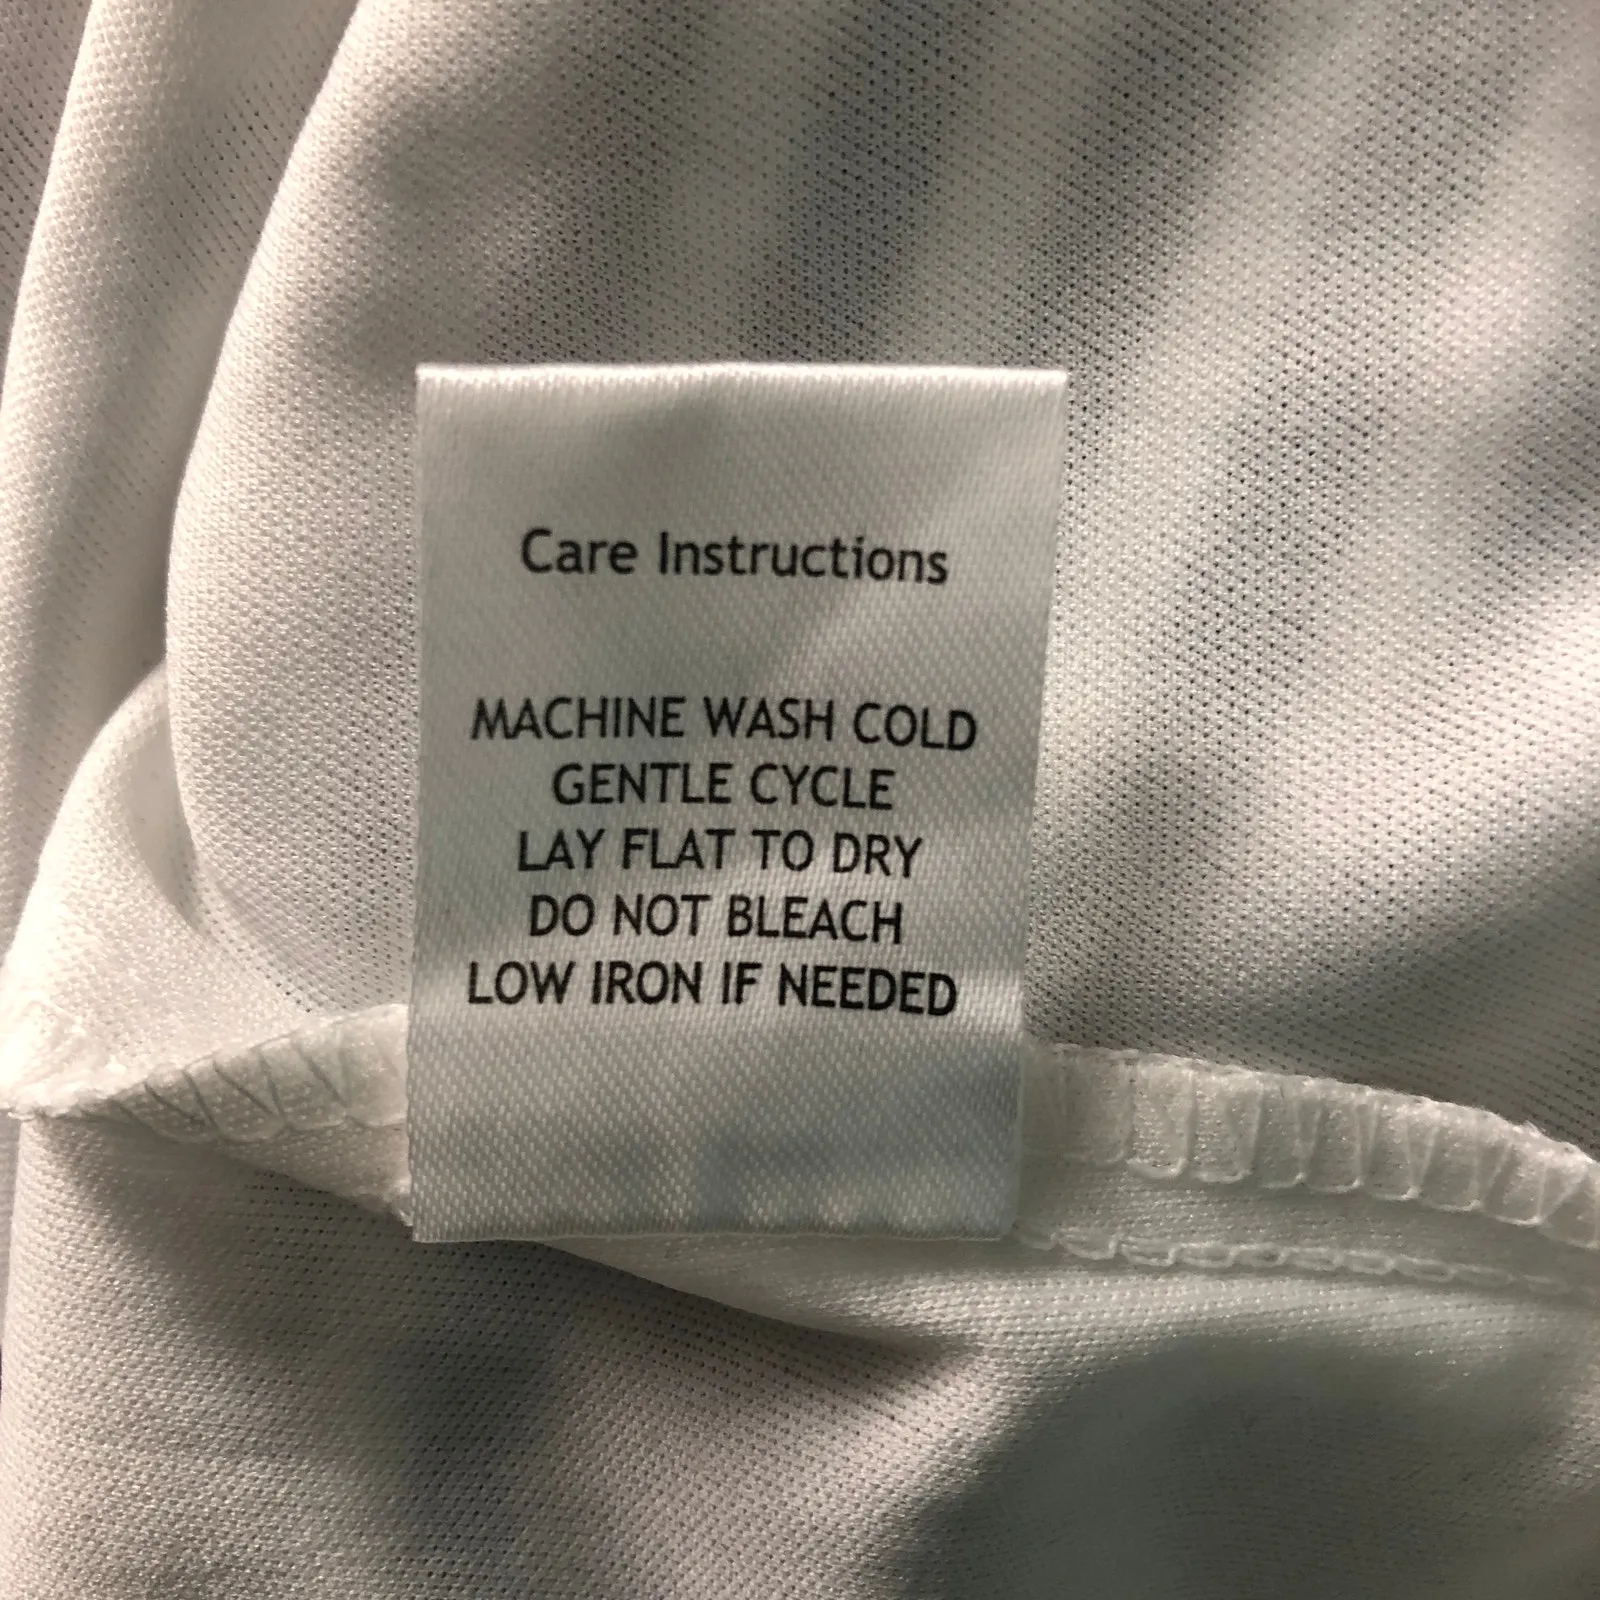 Care Instructions
MACHINE WASH COLD
GENTLE CYCLE
LAY FLAT TO DRY
DO NOT BLEACH
LOW IRON IF NEEDED